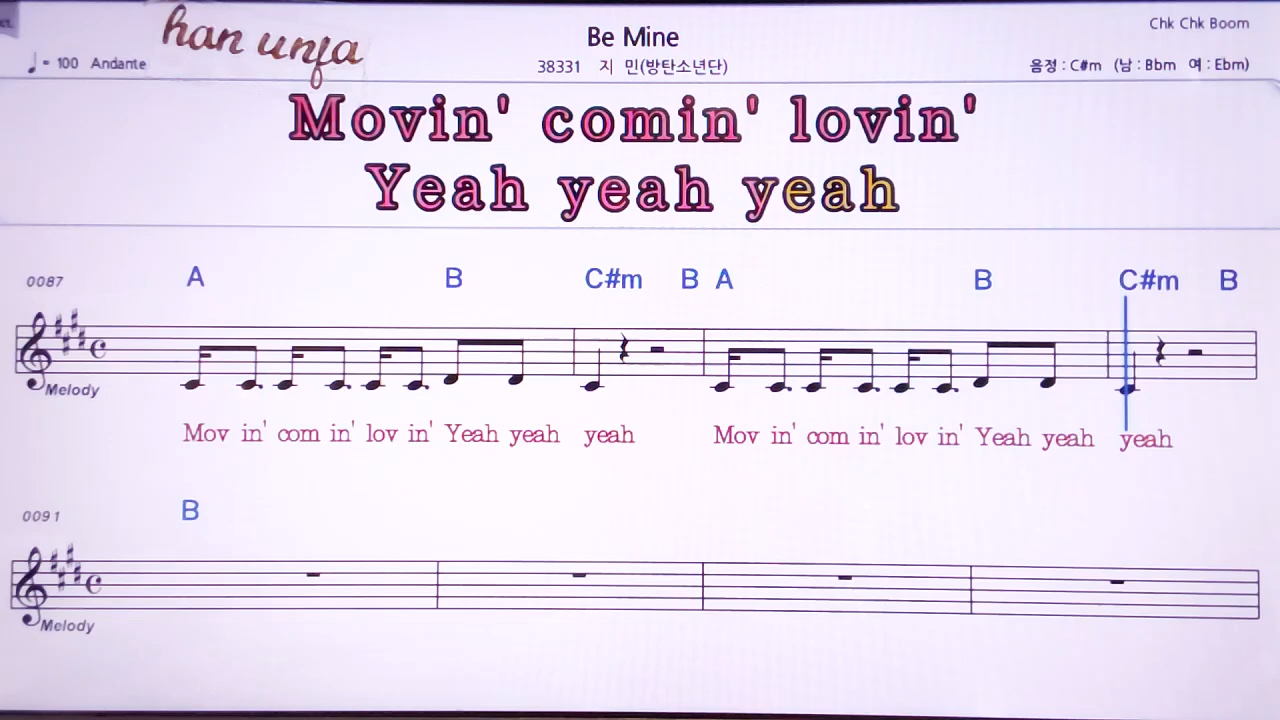 han unfa
Be Mine
Chk Chk Boom
♩ = 100 Andante
38331 지 민(방탄소년단)
음정 : C#m (남 : Bbm 여 : Ebm)
Movin' comin' lovin'
Yeah yeah yeah
0087 A B C#m B A B C#m B
Melody
Mov in' com in' lov in' Yeah yeah yeah Mov in' com in' lov in' Yeah yeah yeah
0091 B
Melody